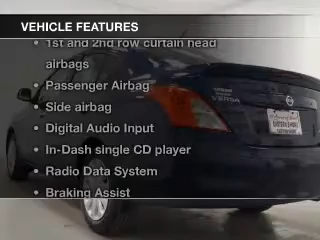 VEHICLE FEATURES
• 1st and 2nd row curtain head
airbags
• Passenger Airbag
• Side airbag
• Digital Audio Input
• In-Dash single CD player
• Radio Data System
• Braking Assist
VERSA